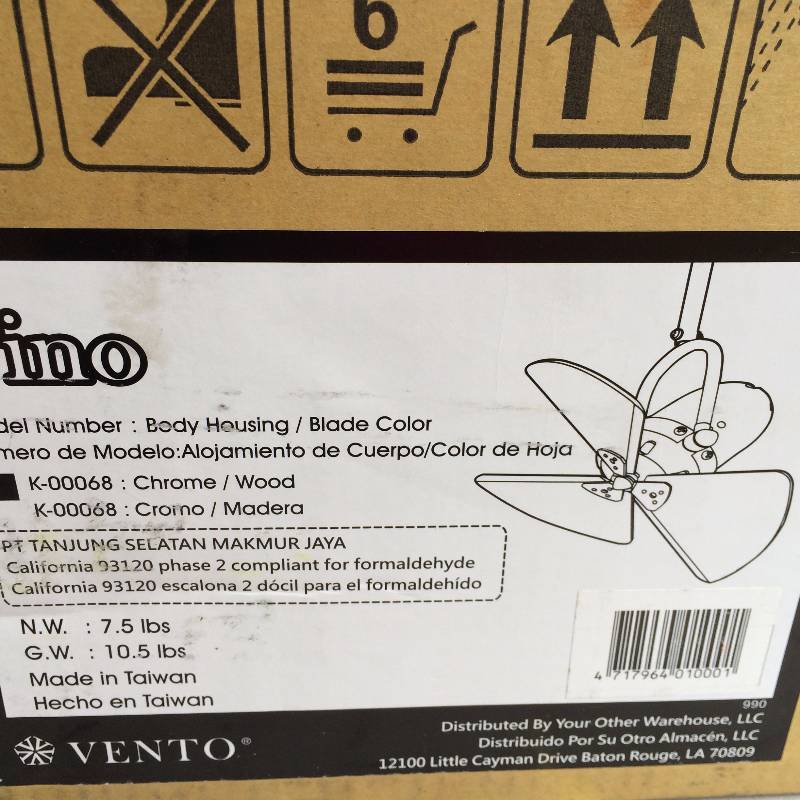 6
ino
del Number : Body Housing / Blade Color
mero de Modelo:Alojamiento de Cuerpo/Color de Hoja
K-00068 : Chrome / Wood
K-00068 : Cromo / Madera
PT TANJUNG SELATAN MAKMUR JAYA
California 93120 phase 2 compliant for formaldehyde
California 93120 escalona 2 dócil para el formaldehído
N.W. : 7.5 lbs
G.W. : 10.5 lbs
Made in Taiwan
Hecho en Taiwan
4 717964 010001
990
VENTO®
Distributed By Your Other Warehouse, LLC
Distribuido Por Su Otro Almacén, LLC
12100 Little Cayman Drive Baton Rouge, LA 70809